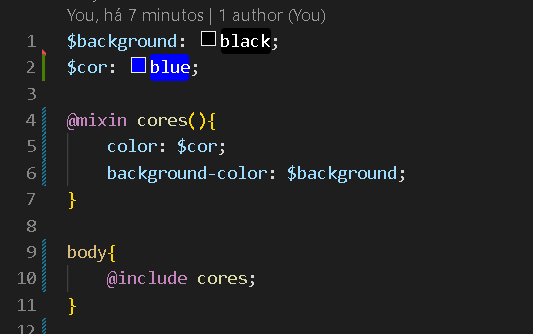 You, há 7 minutos | 1 author (You)
1 $background: black;
2 $cor: blue;
3
4 @mixin cores(){
5 color: $cor;
6 background-color: $background;
7 }
8
9 body{
10 @include cores;
11 }
12